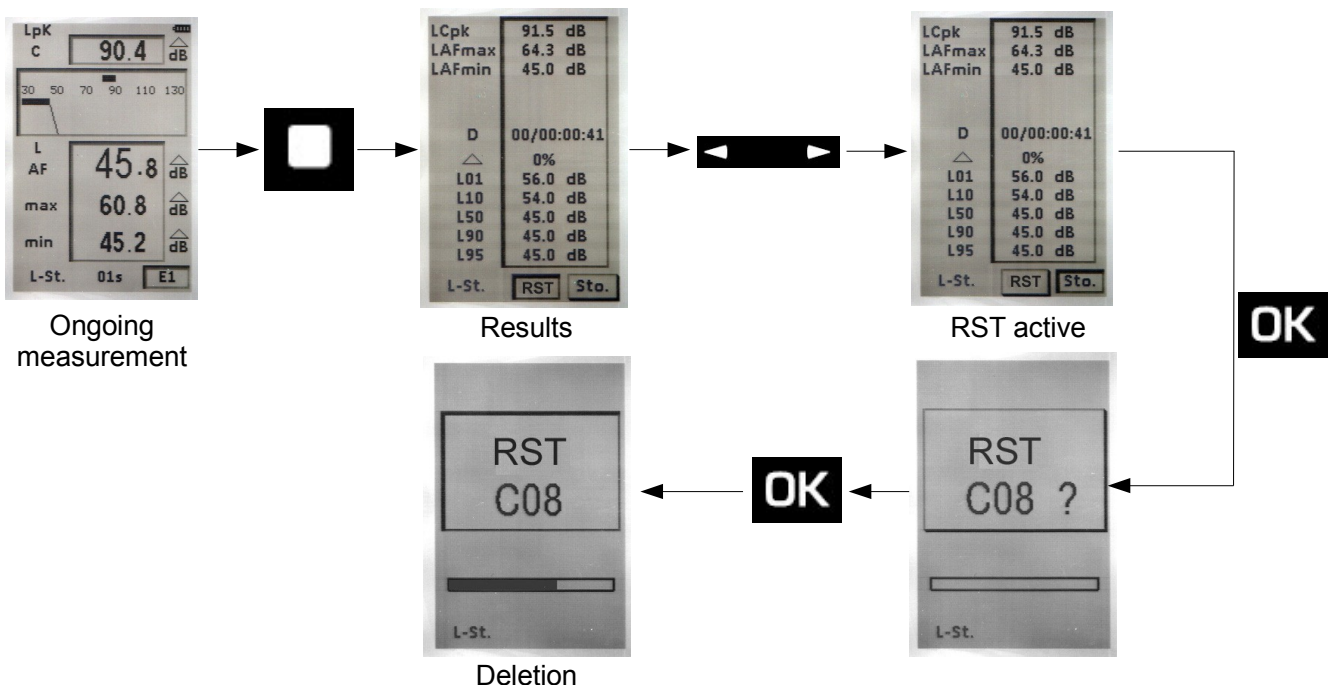 LpK
C 90.4 dB
30 50 70 90 110 130
L
AF 45.8 dB
max 60.8 dB
min 45.2 dB
L-St. 01s E1
Ongoing
measurement
LCpk 91.5 dB
LAFmax 64.3 dB
LAFmin 45.0 dB
D 00/00:00:41
0%
L01 56.0 dB
L10 54.0 dB
L50 45.0 dB
L90 45.0 dB
L95 45.0 dB
L-St. RST Sto.
Results
LCpk 91.5 dB
LAFmax 64.3 dB
LAFmin 45.0 dB
D 00/00:00:41
0%
L01 56.0 dB
L10 54.0 dB
L50 45.0 dB
L90 45.0 dB
L95 45.0 dB
L-St. RST Sto.
RST active
OK
RST
C08 ?
L-St.
OK
RST
C08
L-St.
Deletion